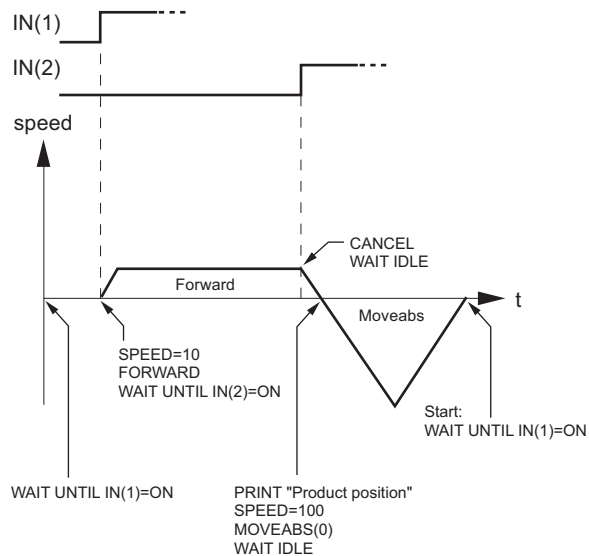 IN(1)
IN(2)
speed
CANCEL
WAIT IDLE
Forward
t
Moveabs
SPEED=10
FORWARD
WAIT UNTIL IN(2)=ON
Start:
WAIT UNTIL IN(1)=ON
WAIT UNTIL IN(1)=ON
PRINT "Product position"
SPEED=100
MOVEABS(0)
WAIT IDLE